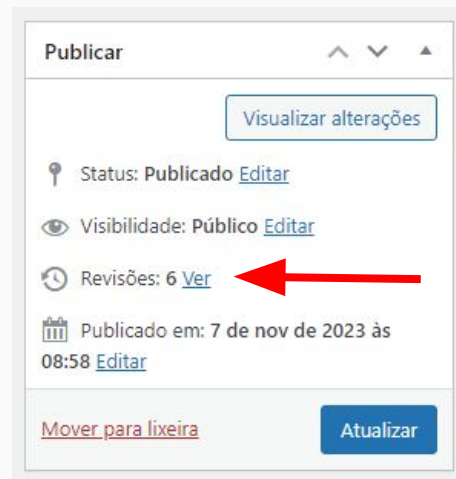 Publicar
Visualizar alterações
Status: Publicado Editar
Visibilidade: Público Editar
Revisões: 6 Ver
Publicado em: 7 de nov de 2023 às
08:58 Editar
Mover para lixeira
Atualizar